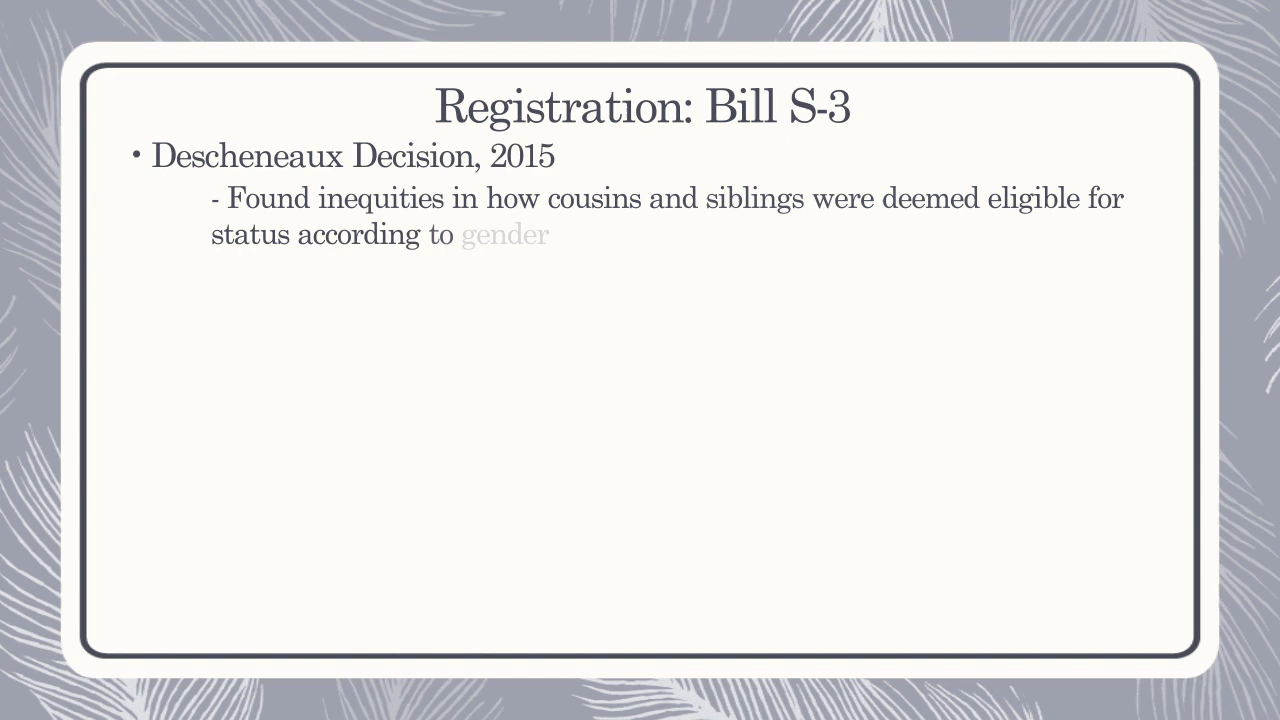 Registration: Bill S-3
• Descheneaux Decision, 2015
- Found inequities in how cousins and siblings were deemed eligible for
status according to gender